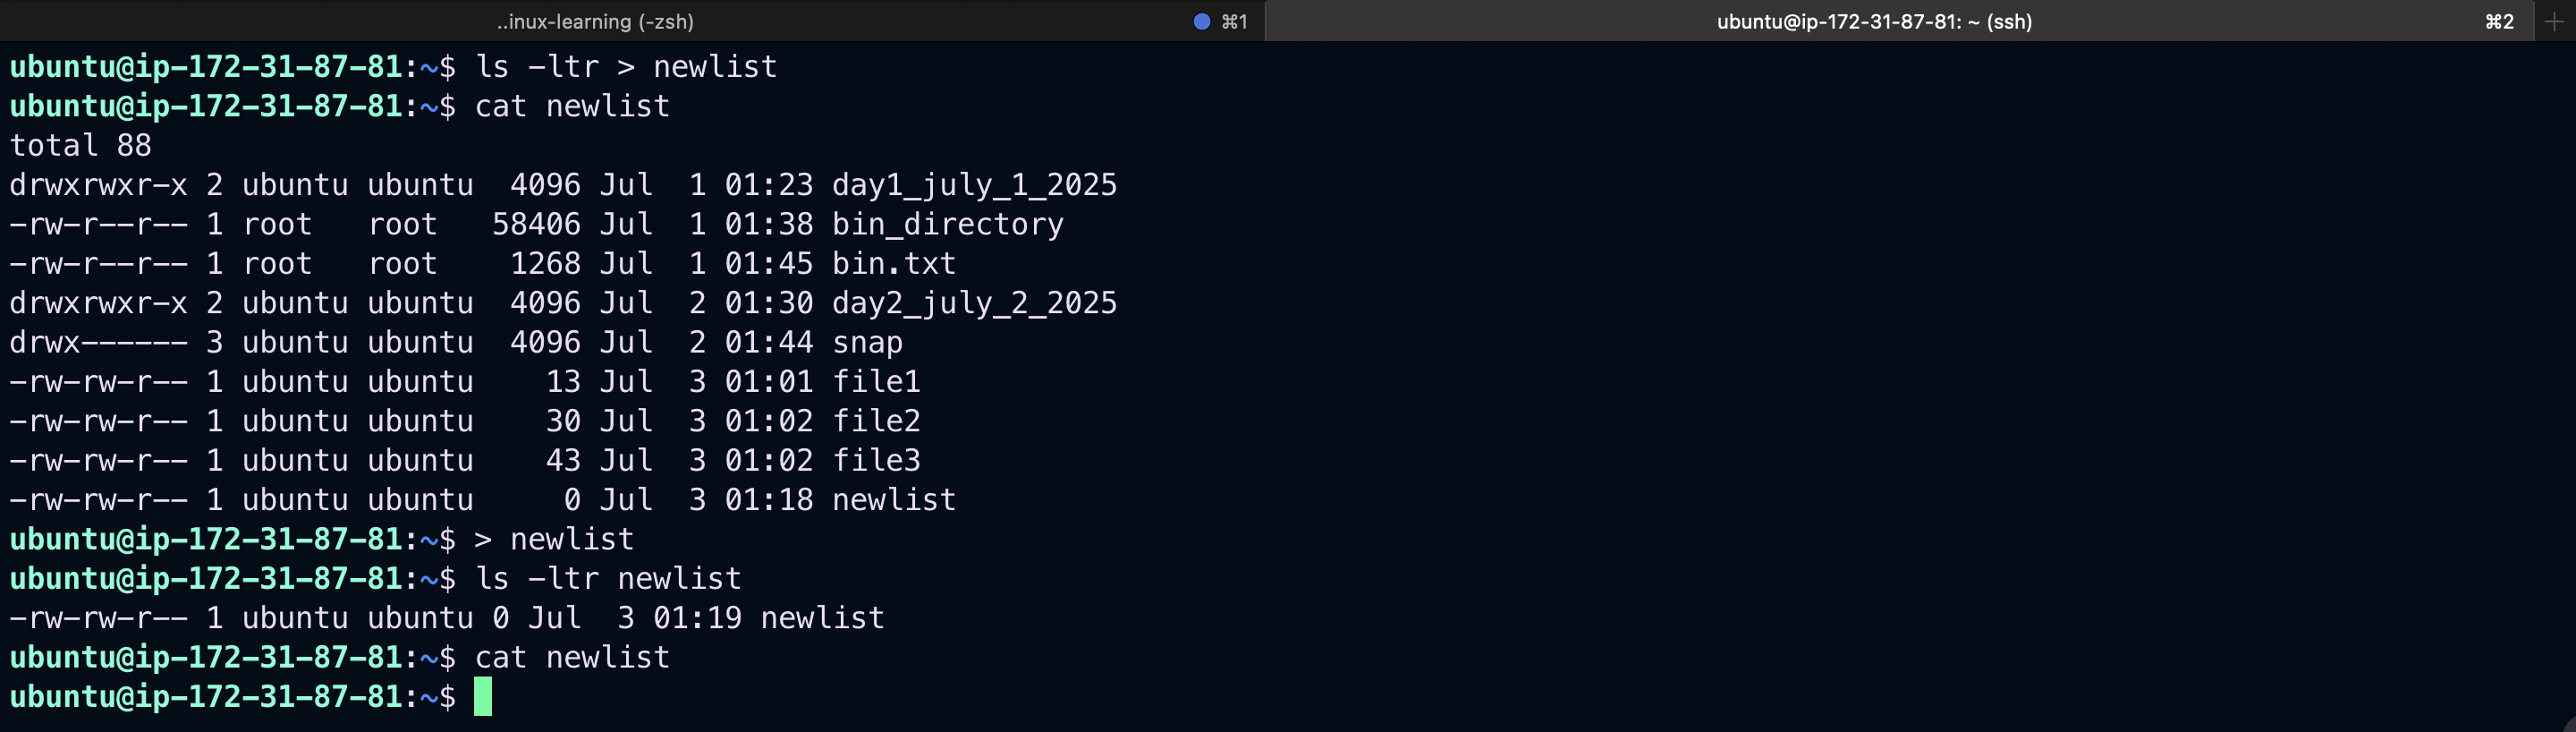 ..inux-learning (-zsh) ⌘1 ubuntu@ip-172-31-87-81: ~ (ssh) ⌘2
ubuntu@ip-172-31-87-81:~$ ls -ltr > newlist
ubuntu@ip-172-31-87-81:~$ cat newlist
total 88
drwxrwxr-x 2 ubuntu ubuntu  4096 Jul  1 01:23 day1_july_1_2025
-rw-r--r-- 1 root   root   58406 Jul  1 01:38 bin_directory
-rw-r--r-- 1 root   root    1268 Jul  1 01:45 bin.txt
drwxrwxr-x 2 ubuntu ubuntu  4096 Jul  2 01:30 day2_july_2_2025
drwx------ 3 ubuntu ubuntu  4096 Jul  2 01:44 snap
-rw-rw-r-- 1 ubuntu ubuntu    13 Jul  3 01:01 file1
-rw-rw-r-- 1 ubuntu ubuntu    30 Jul  3 01:02 file2
-rw-rw-r-- 1 ubuntu ubuntu    43 Jul  3 01:02 file3
-rw-rw-r-- 1 ubuntu ubuntu     0 Jul  3 01:18 newlist
ubuntu@ip-172-31-87-81:~$ > newlist
ubuntu@ip-172-31-87-81:~$ ls -ltr newlist
-rw-rw-r-- 1 ubuntu ubuntu 0 Jul  3 01:19 newlist
ubuntu@ip-172-31-87-81:~$ cat newlist
ubuntu@ip-172-31-87-81:~$